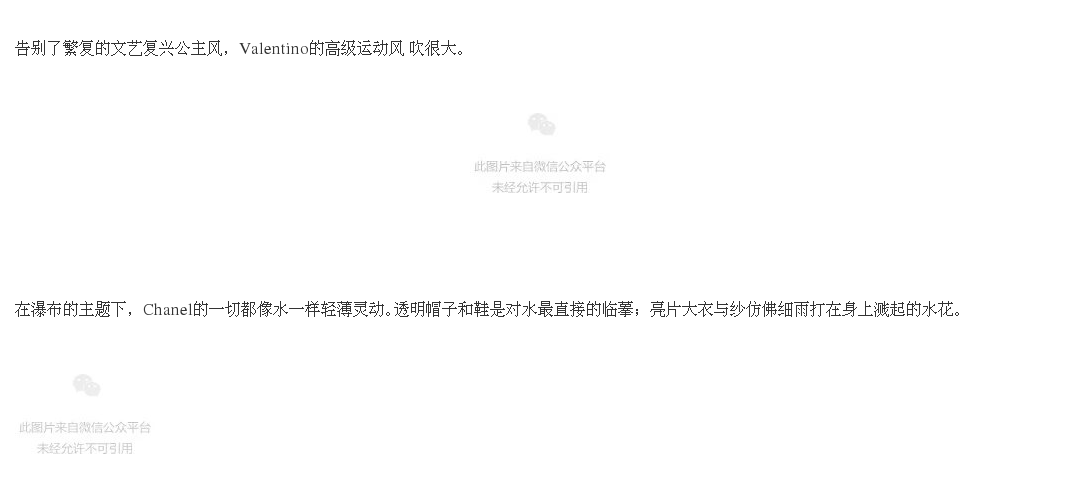 告别了繁复的文艺复兴公主风，Valentino的高级运动风 吹很大。
此图片来自微信公众平台
未经允许不可引用
在瀑布的主题下，Chanel的一切都像水一样轻薄灵动。透明帽子和鞋是对水最直接的临摹；亮片大衣与纱仿佛细雨打在身上溅起的水花。
此图片来自微信公众平台
未经允许不可引用